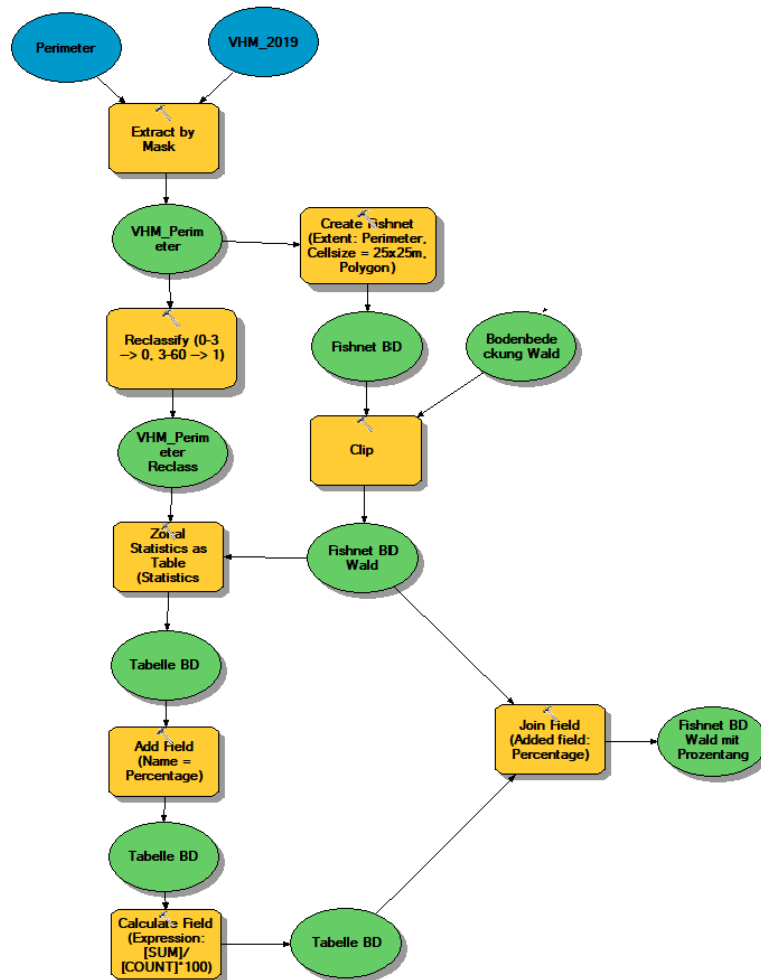 Perimeter
VHM_2019
Extract by
Mask
VHM_Perim
eter
Create Fishnet
(Extent: Perimeter,
Cellsize = 25x25m,
Polygon)
Reclassify (0-3
–> 0, 3-60 –> 1)
Fishnet BD
Bodenbede
ckung Wald
VHM_Perim
eter
Reclass
Clip
Zonal
Statistics as
Table
(Statistics
Fishnet BD
Wald
Tabelle BD
Add Field
(Name =
Percentage)
Join Field
(Added field:
Percentage)
Fishnet BD
Wald mit
Prozentang
Tabelle BD
Calculate Field
(Expression:
[SUM]/
[COUNT]*100)
Tabelle BD